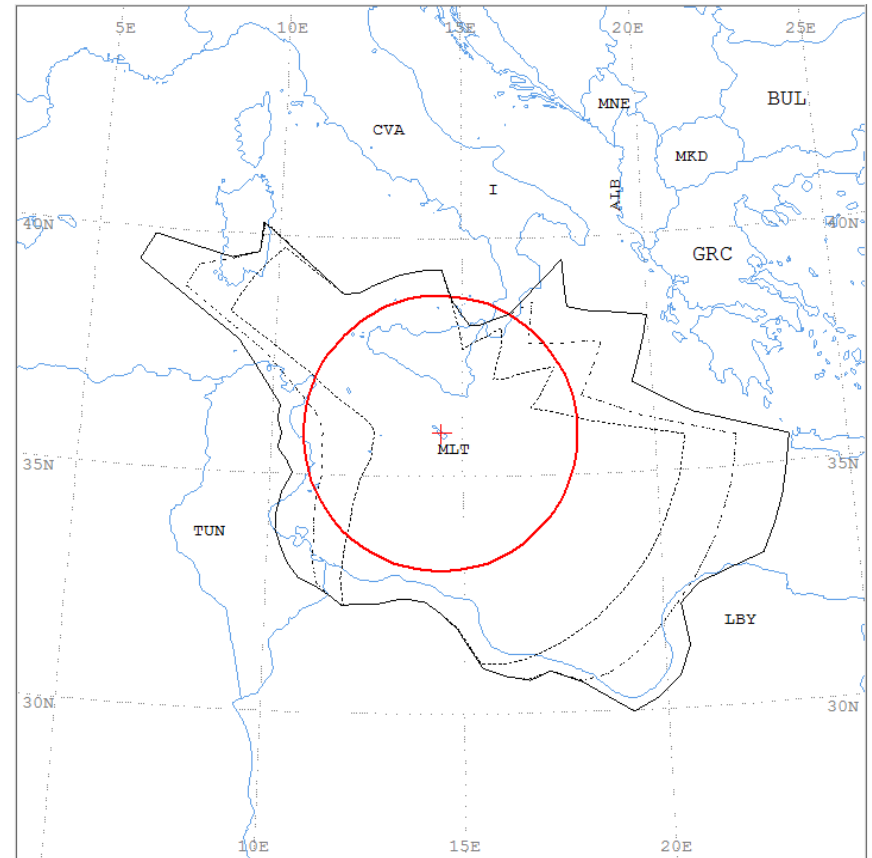 5E 10E 15E 20E 25E
BUL
MNE
CVA
MKD
I
ALB
40N 40N
GRC
MLT
35N 35N
TUN
LBY
30N 30N
10E 15E 20E